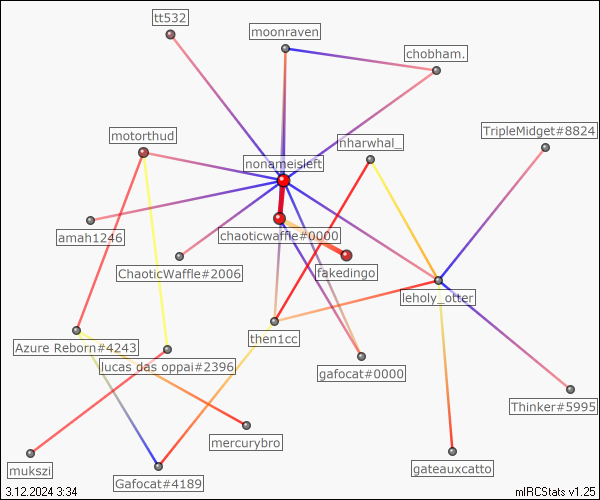 tt532
moonraven
chobham.
TripleMidget#8824
motorthud
nharwhal_
nonameisleft
amah1246
chaoticwaffle#0000
ChaoticWaffle#2006
fakedingo
leholy_otter
then1cc
Azure Reborn#4243
lucas das oppai#2396
gafocat#0000
Thinker#5995
mercurybro
mukszi
Gafocat#4189
gateauxcatto
3.12.2024 3:34
mIRCStats v1.25